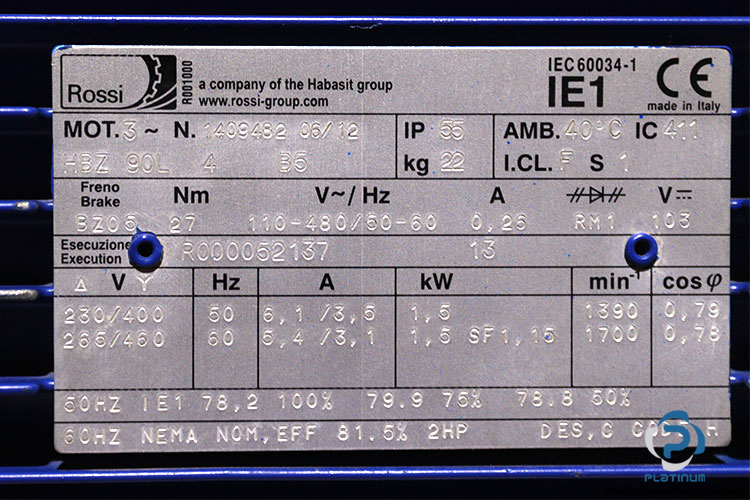 Rossi
R001000
a company of the Habasit group
www.rossi-group.com
IEC60034-1
IE1
CE
made in Italy
MOT. 3 ~ N. 1409482 06/12
IP 55
AMB. 40°C IC 411
HBZ 90L 4 B5
kg 22
I.CL. F S 1
Freno
Brake
Nm V~/ Hz A V
BZ05 27 110-480/50-60 0,26 RM1 103
Esecuzione
Execution
R000052137 13
Δ V Y Hz A kW min-1 cos φ
230/400 50 6,1 /3,5 1,5 1390 0,79
265/460 60 5,4 /3,1 1,5 SF1,15 1700 0,78
50HZ IE1 78,2 100% 79.9 75% 78.8 50%
60HZ NEMA NOM,EFF 81.5% 2HP DES,C H
PLATINUM